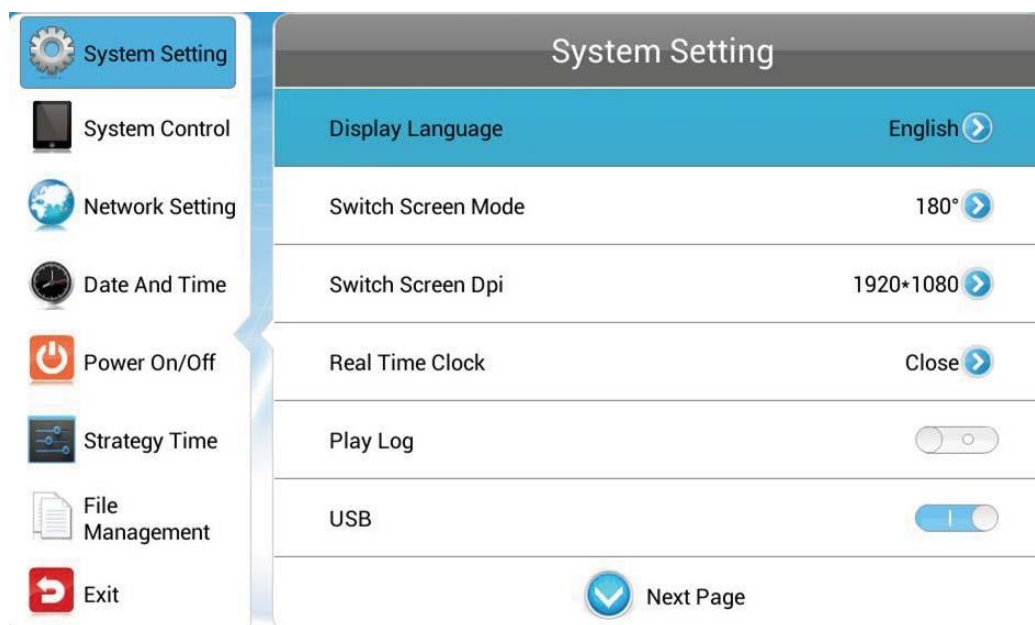 System Setting
System Control
Network Setting
Date And Time
Power On/Off
Strategy Time
File
Management
Exit
System Setting
Display Language English
Switch Screen Mode 180°
Switch Screen Dpi 1920*1080
Real Time Clock Close
Play Log
USB
Next Page